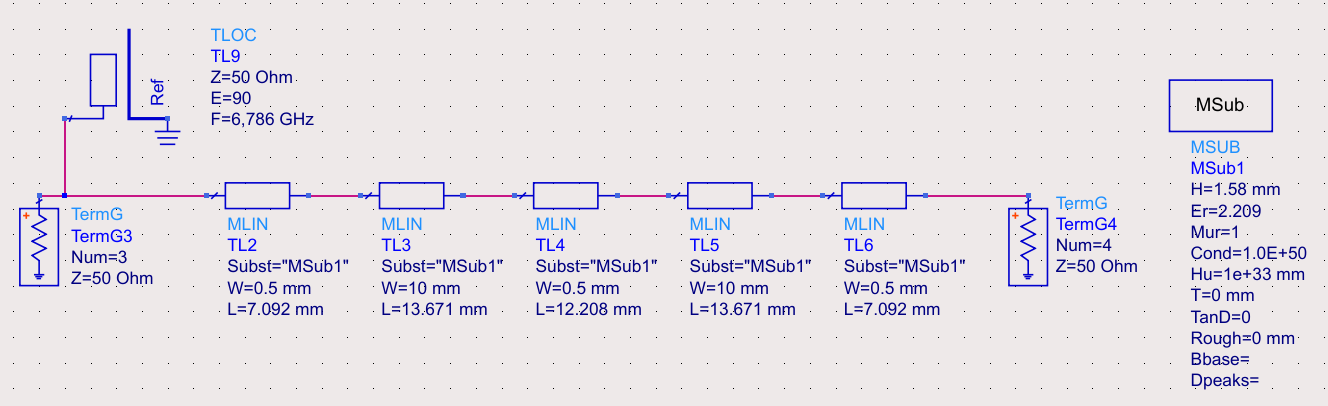 TLOC
TL9
Z=50 Ohm
E=90
F=6,786 GHz
Ref
MSub
MSUB
MSub1
H=1.58 mm
Er=2.209
Mur=1
Cond=1.0E+50
Hu=1e+33 mm
T=0 mm
TanD=0
Rough=0 mm
Bbase=
Dpeaks=
+
TermG
TermG3
Num=3
Z=50 Ohm
MLIN
TL2
Subst="MSub1"
W=0.5 mm
L=7.092 mm
MLIN
TL3
Subst="MSub1"
W=10 mm
L=13.671 mm
MLIN
TL4
Subst="MSub1"
W=0.5 mm
L=12.208 mm
MLIN
TL5
Subst="MSub1"
W=10 mm
L=13.671 mm
MLIN
TL6
Subst="MSub1"
W=0.5 mm
L=7.092 mm
+
TermG
TermG4
Num=4
Z=50 Ohm